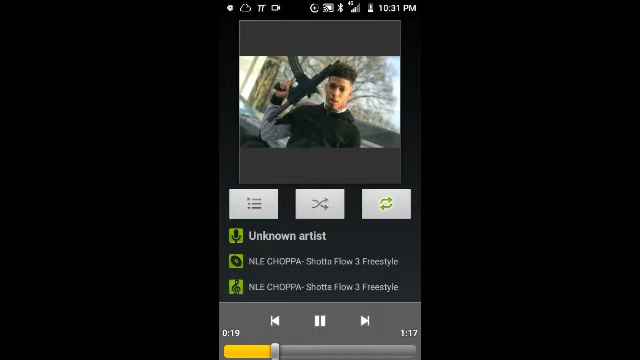 4G
10:31 PM
Unknown artist
NLE CHOPPA- Shotta Flow 3 Freestyle
NLE CHOPPA- Shotta Flow 3 Freestyle
0:19
1:17